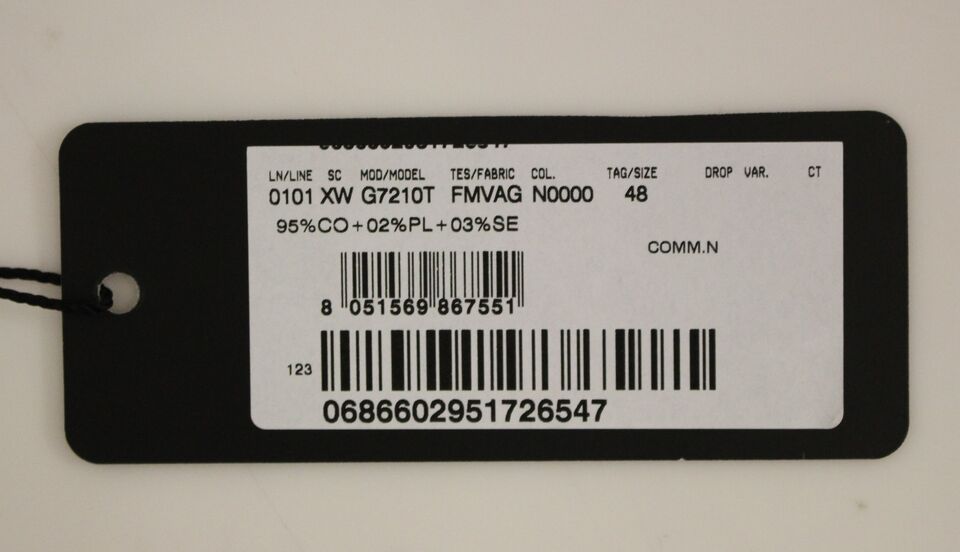 LN/LINE SC MOD/MODEL TES/FABRIC COL. TAG/SIZE DROP VAR. CT
0101 XW G7210T FMVAG N0000 48
95%CO+02%PL+03%SE
COMM.N
8 051569 867551
123
0686602951726547